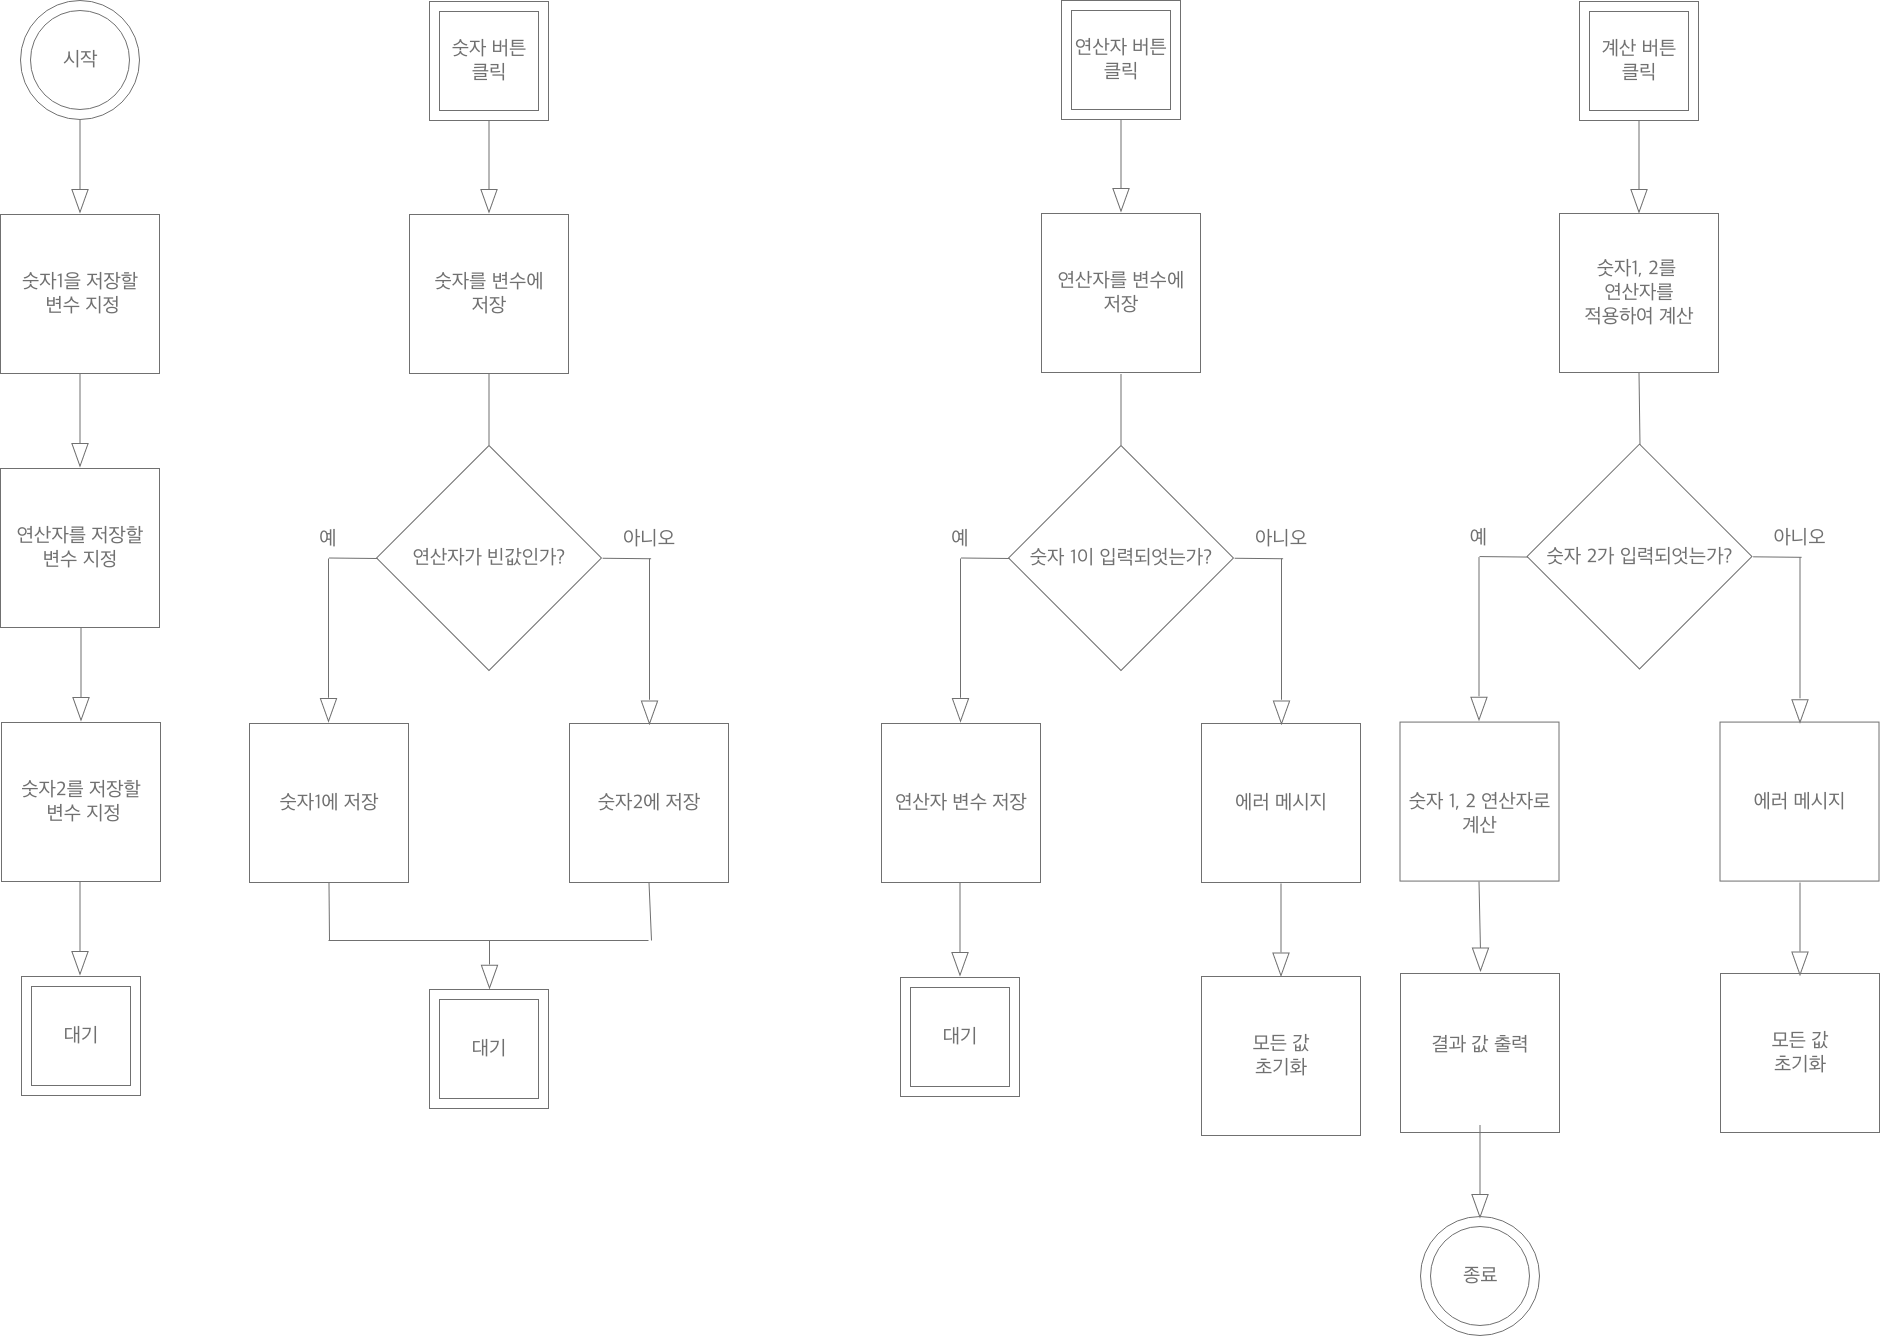 시작
숫자1을 저장할
변수 지정
연산자를 저장할
변수 지정
숫자2를 저장할
변수 지정
대기
숫자 버튼
클릭
숫자를 변수에
저장
연산자가 빈값인가?
예
아니오
숫자1에 저장
숫자2에 저장
대기
연산자 버튼
클릭
연산자를 변수에
저장
숫자 1이 입력되엇는가?
예
아니오
연산자 변수 저장
에러 메시지
대기
모든 값
초기화
계산 버튼
클릭
숫자1, 2를
연산자를
적용하여 계산
숫자 2가 입력되엇는가?
예
아니오
숫자 1, 2 연산자로
계산
에러 메시지
결과 값 출력
모든 값
초기화
종료